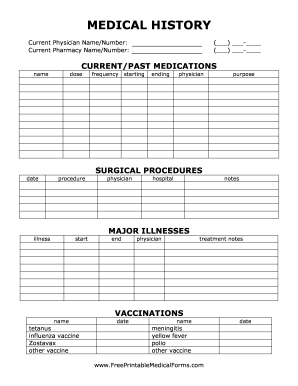 MEDICAL HISTORY
Current Physician Name/Number: ____________________ (___) ___-____
Current Pharmacy Name/Number: ____________________ (___) ___-____
CURRENT/PAST MEDICATIONS
name dose frequency starting ending physician purpose
SURGICAL PROCEDURES
date procedure physician hospital notes
MAJOR ILLNESSES
illness start end physician treatment notes
VACCINATIONS
name date name date
tetanus meningitis
influenza vaccine yellow fever
Zostavax polio
other vaccine other vaccine
www.FreePrintableMedicalForms.com